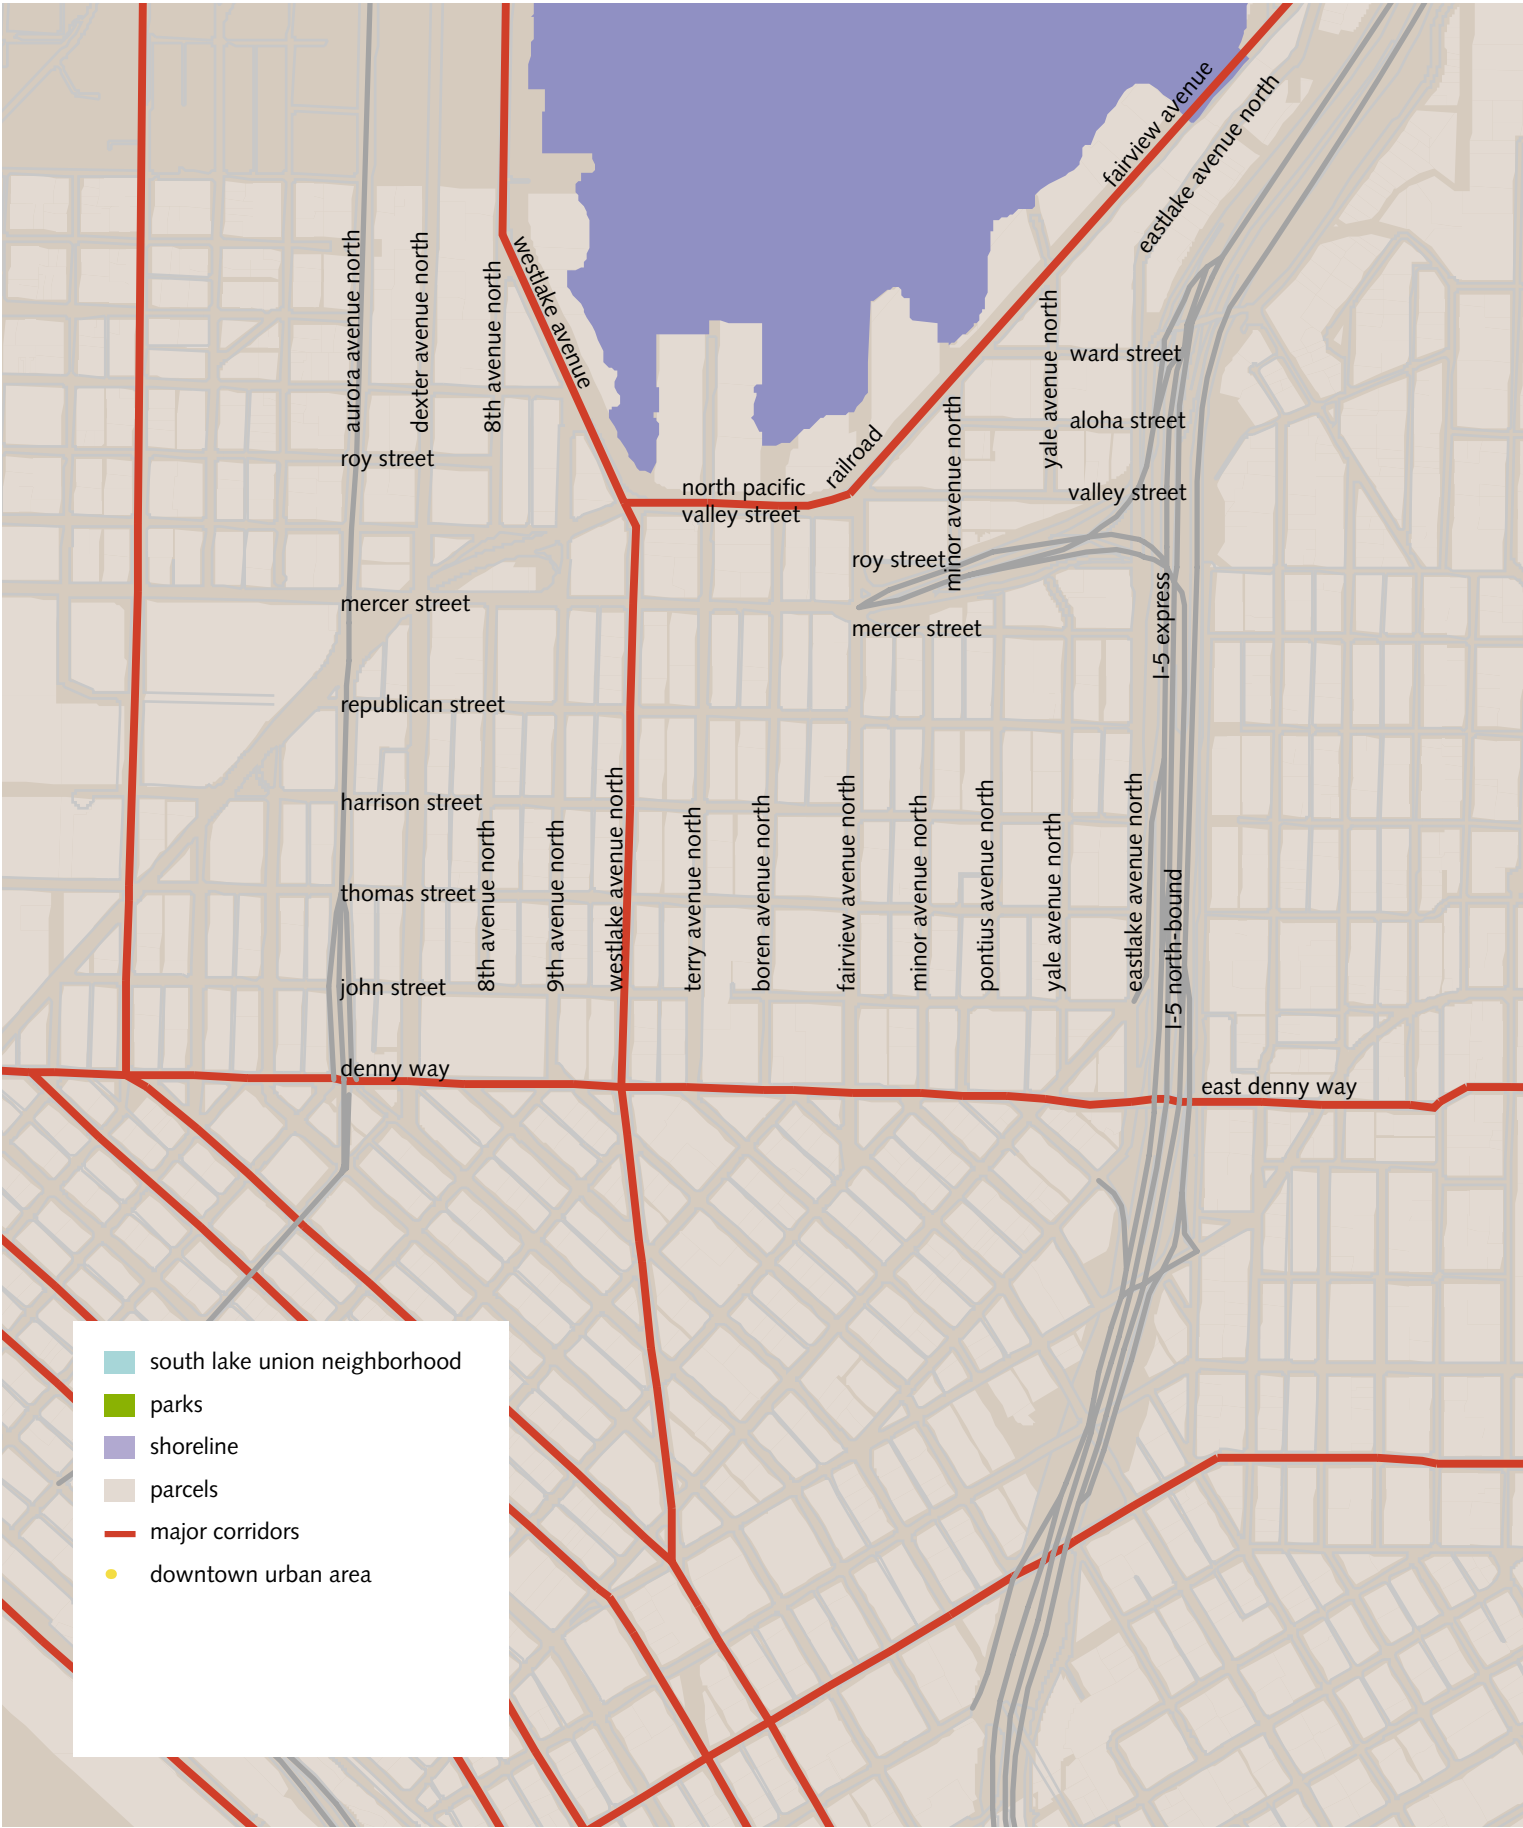 fairview avenue
eastlake avenue north
aurora avenue north
dexter avenue north
8th avenue north
westlake avenue
yale avenue north
ward street
minor avenue north
aloha street
roy street
railroad
north pacific
valley street
valley street
roy street
mercer street
mercer street
I-5 express
republican street
harrison street
thomas street
8th avenue north
9th avenue north
westlake avenue north
terry avenue north
boren avenue north
fairview avenue north
minor avenue north
pontius avenue north
yale avenue north
eastlake avenue north
I-5 north-bound
john street
denny way
east denny way
south lake union neighborhood
parks
shoreline
parcels
major corridors
downtown urban area